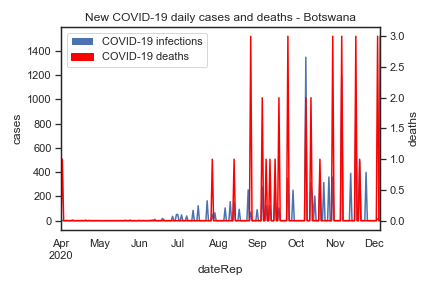 New COVID-19 daily cases and deaths - Botswana
COVID-19 infections
COVID-19 deaths
1400
1200
1000
800
600
400
200
0
cases
3.0
2.5
2.0
1.5
1.0
0.5
0.0
deaths
Apr May Jun Jul Aug Sep Oct Nov Dec
2020
dateRep